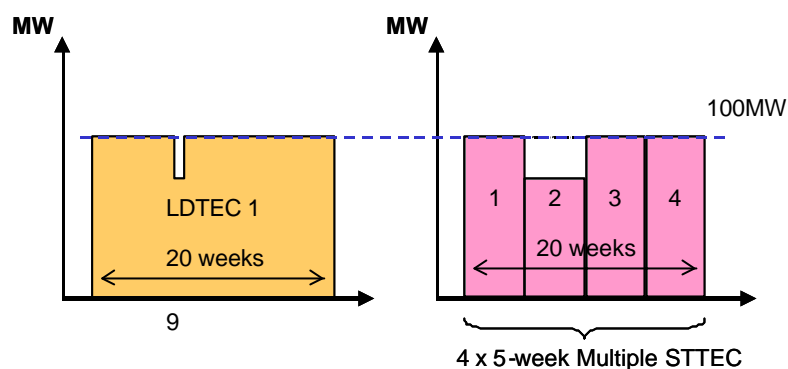 MW
MW
100MW
LDTEC 1
20 weeks
1
2
3
4
20 weeks
9
4 x 5-week Multiple STTEC